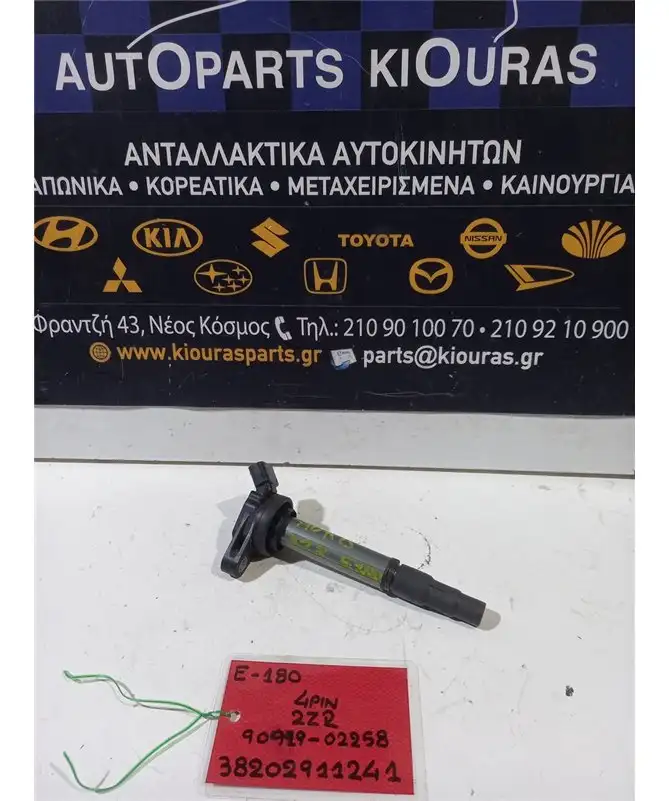 AUTOPARTS KIOURAS
ΑΝΤΑΛΛΑΚΤΙΚΑ ΑΥΤΟΚΙΝΗΤΩΝ
ΑΠΩΝΙΚΑ • ΚΟΡΕΑΤΙΚΑ • ΜΕΤΑΧΕΙΡΙΣΜΕΝΑ • ΚΑΙΝΟΥΡΓΙΑ
KIA
TOYOTA
NISSAN
Φραντζή 43, Νέος Κόσμος Τηλ.: 210 90 100 70 • 210 92 10 900
www.kiourasparts.gr parts@kiouras.gr
E-180
4PIN
2ZR
90919-02258
38202911241